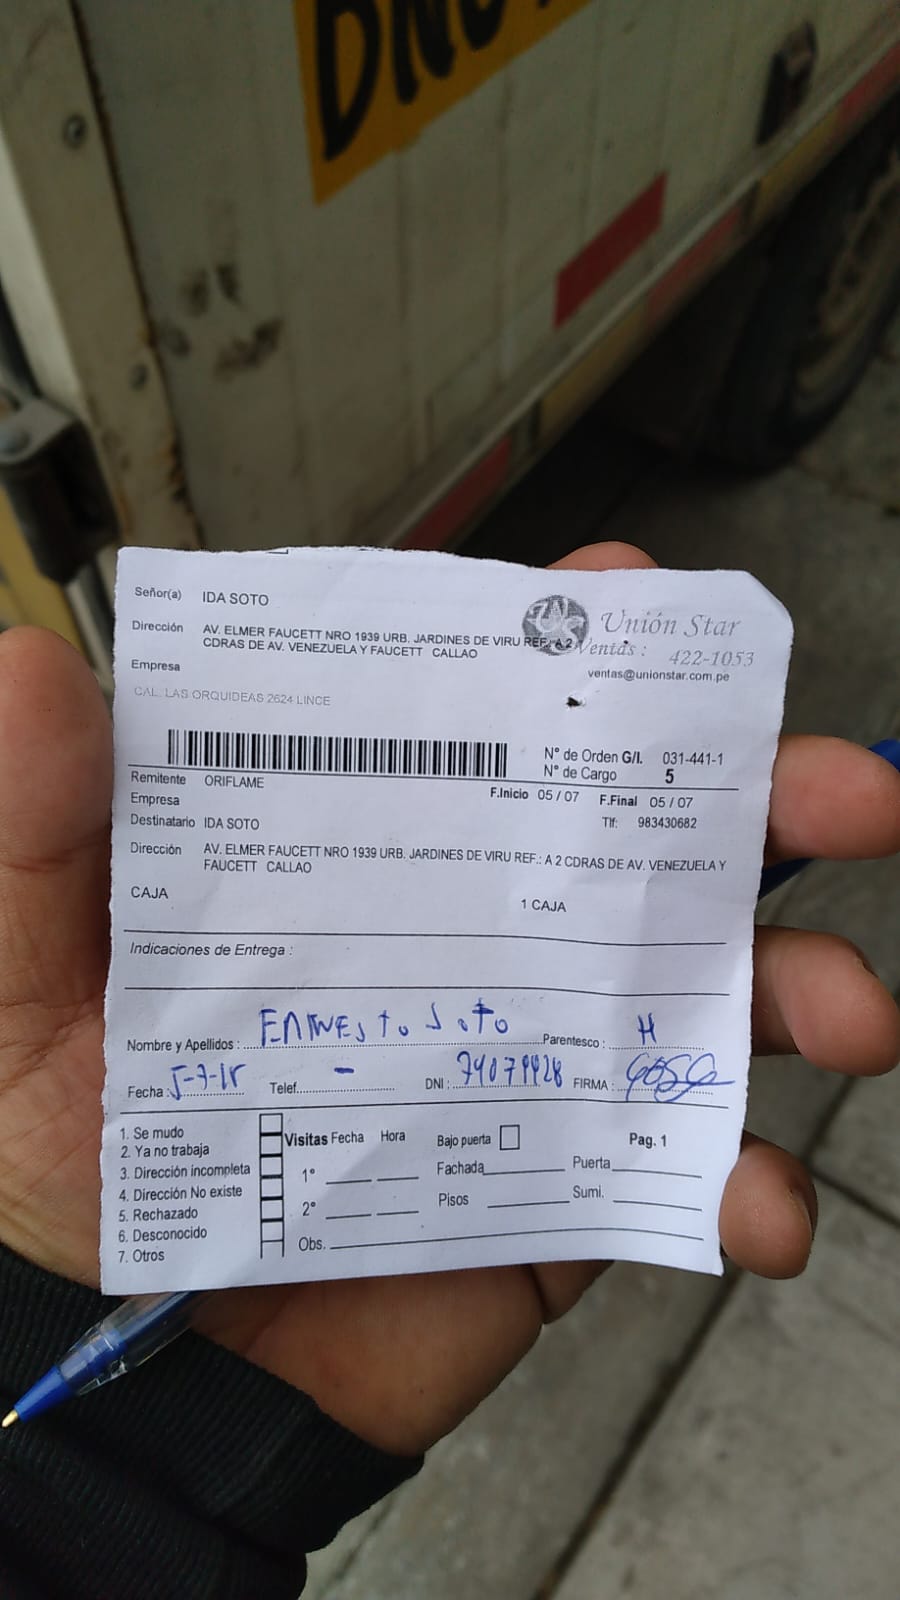 Señor(a) IDA SOTO
Dirección AV. ELMER FAUCETT NRO 1939 URB. JARDINES DE VIRU REF.: A 2
CDRAS DE AV. VENEZUELA Y FAUCETT CALLAO
Unión Star
Ventas : 422-1053
ventas@unionstar.com.pe
Empresa
CAL. LAS ORQUIDEAS 2624 LINCE
N° de Orden G/I. 031-441-1
N° de Cargo 5
Remitente ORIFLAME
F.Inicio 05 / 07 F.Final 05 / 07
Empresa
Destinatario IDA SOTO
Tlf: 983430682
Dirección AV. ELMER FAUCETT NRO 1939 URB. JARDINES DE VIRU REF.: A 2 CDRAS DE AV. VENEZUELA Y
FAUCETT CALLAO
CAJA 1 CAJA
Indicaciones de Entrega :
Nombre y Apellidos : Ernesto Soto Parentesco : H
Fecha : 5-7-18 Telef. - DNI : 74079928 FIRMA :
1. Se mudo
2. Ya no trabaja
3. Dirección incompleta
4. Dirección No existe
5. Rechazado
6. Desconocido
7. Otros
Visitas Fecha Hora Bajo puerta Pag. 1
1° Fachada Puerta
2° Pisos Sumi.
Obs.